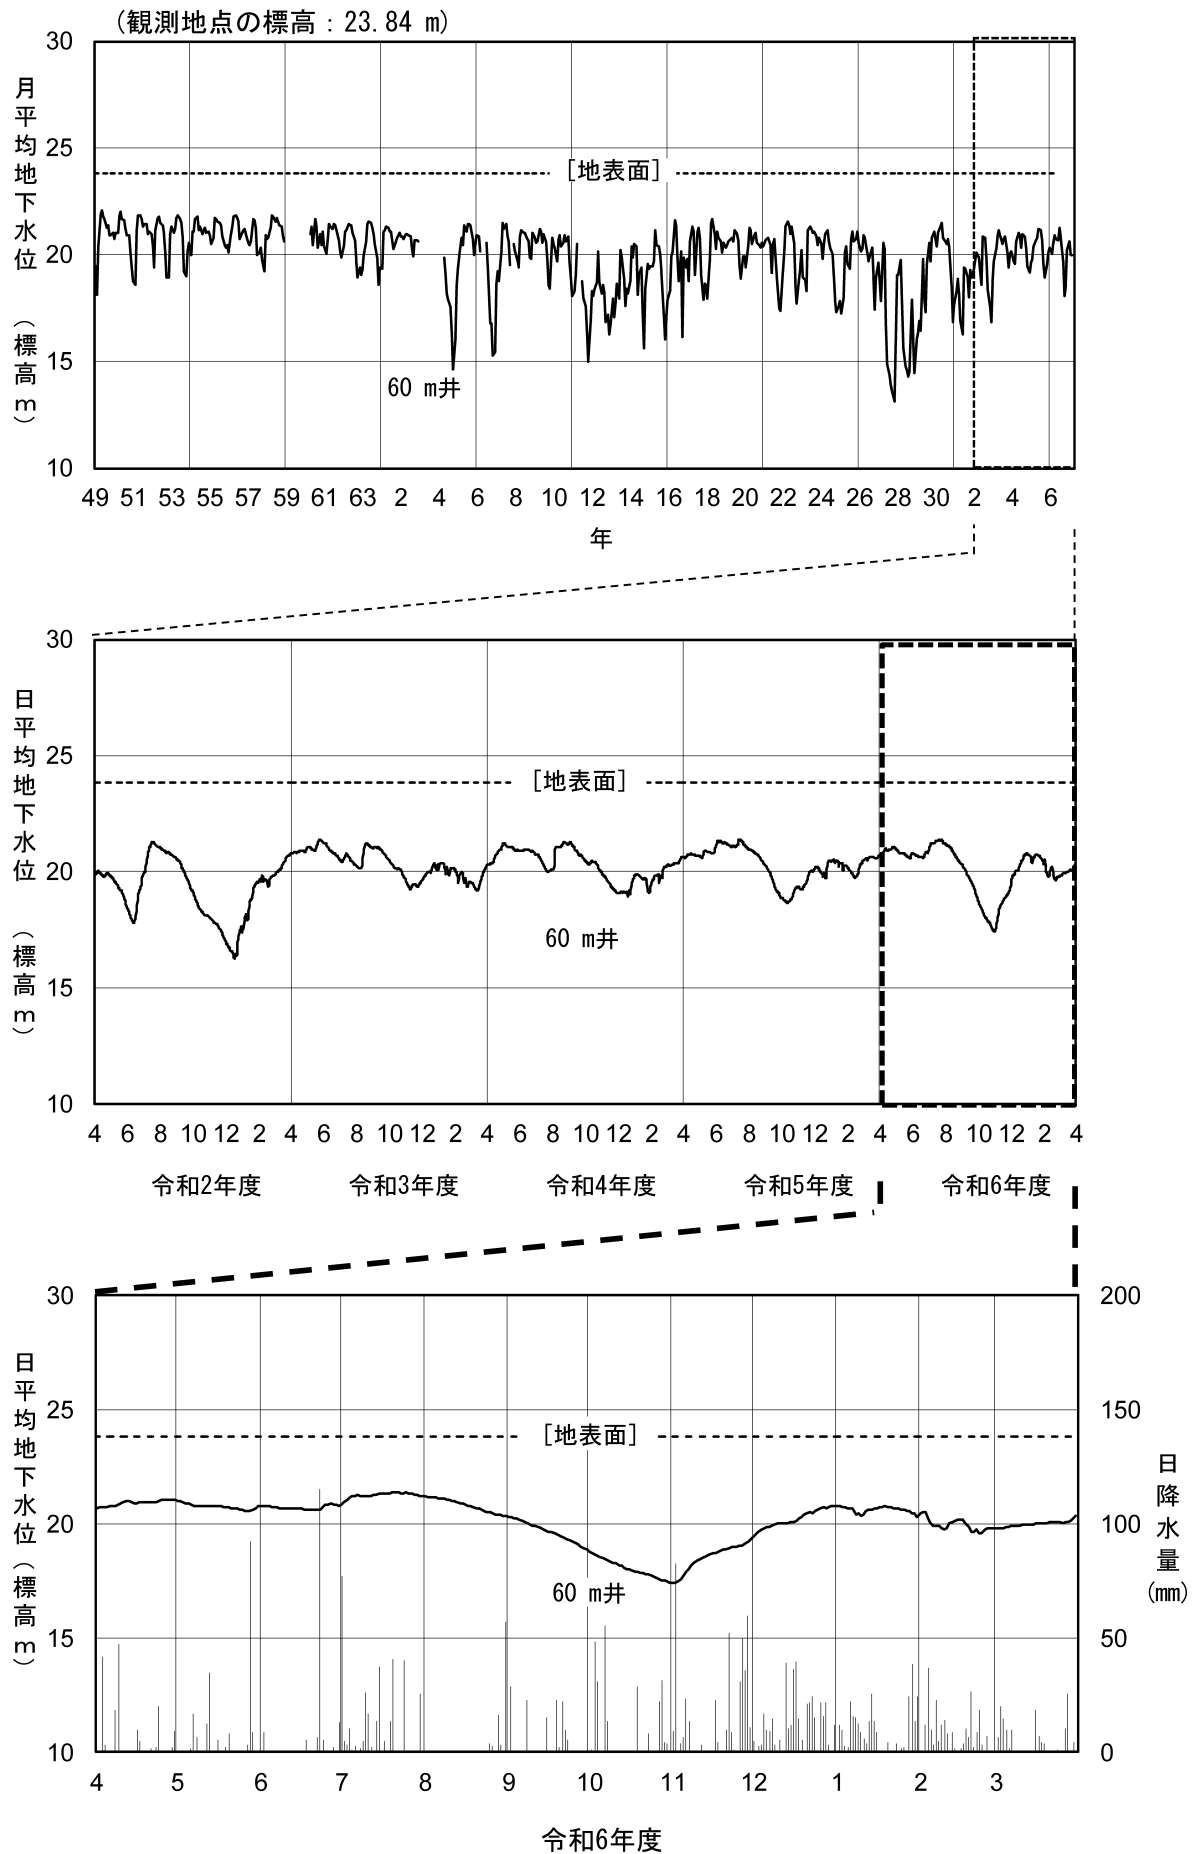 (観測地点の標高：23.84 m)
30
25
20
15
10
月平均地下水位（標高ｍ）
[地表面]
60 m井
49 51 53 55 57 59 61 63 2 4 6 8 10 12 14 16 18 20 22 24 26 28 30 2 4 6
年
30
25
20
15
10
日平均地下水位（標高ｍ）
[地表面]
60 m井
4 6 8 10 12 2 4 6 8 10 12 2 4 6 8 10 12 2 4 6 8 10 12 2 4 6 8 10 12 2 4
令和2年度 令和3年度 令和4年度 令和5年度 令和6年度
30
25
20
15
10
日平均地下水位（標高ｍ）
[地表面]
60 m井
200
150
100
50
0
日降水量(mm)
4 5 6 7 8 9 10 11 12 1 2 3
令和6年度